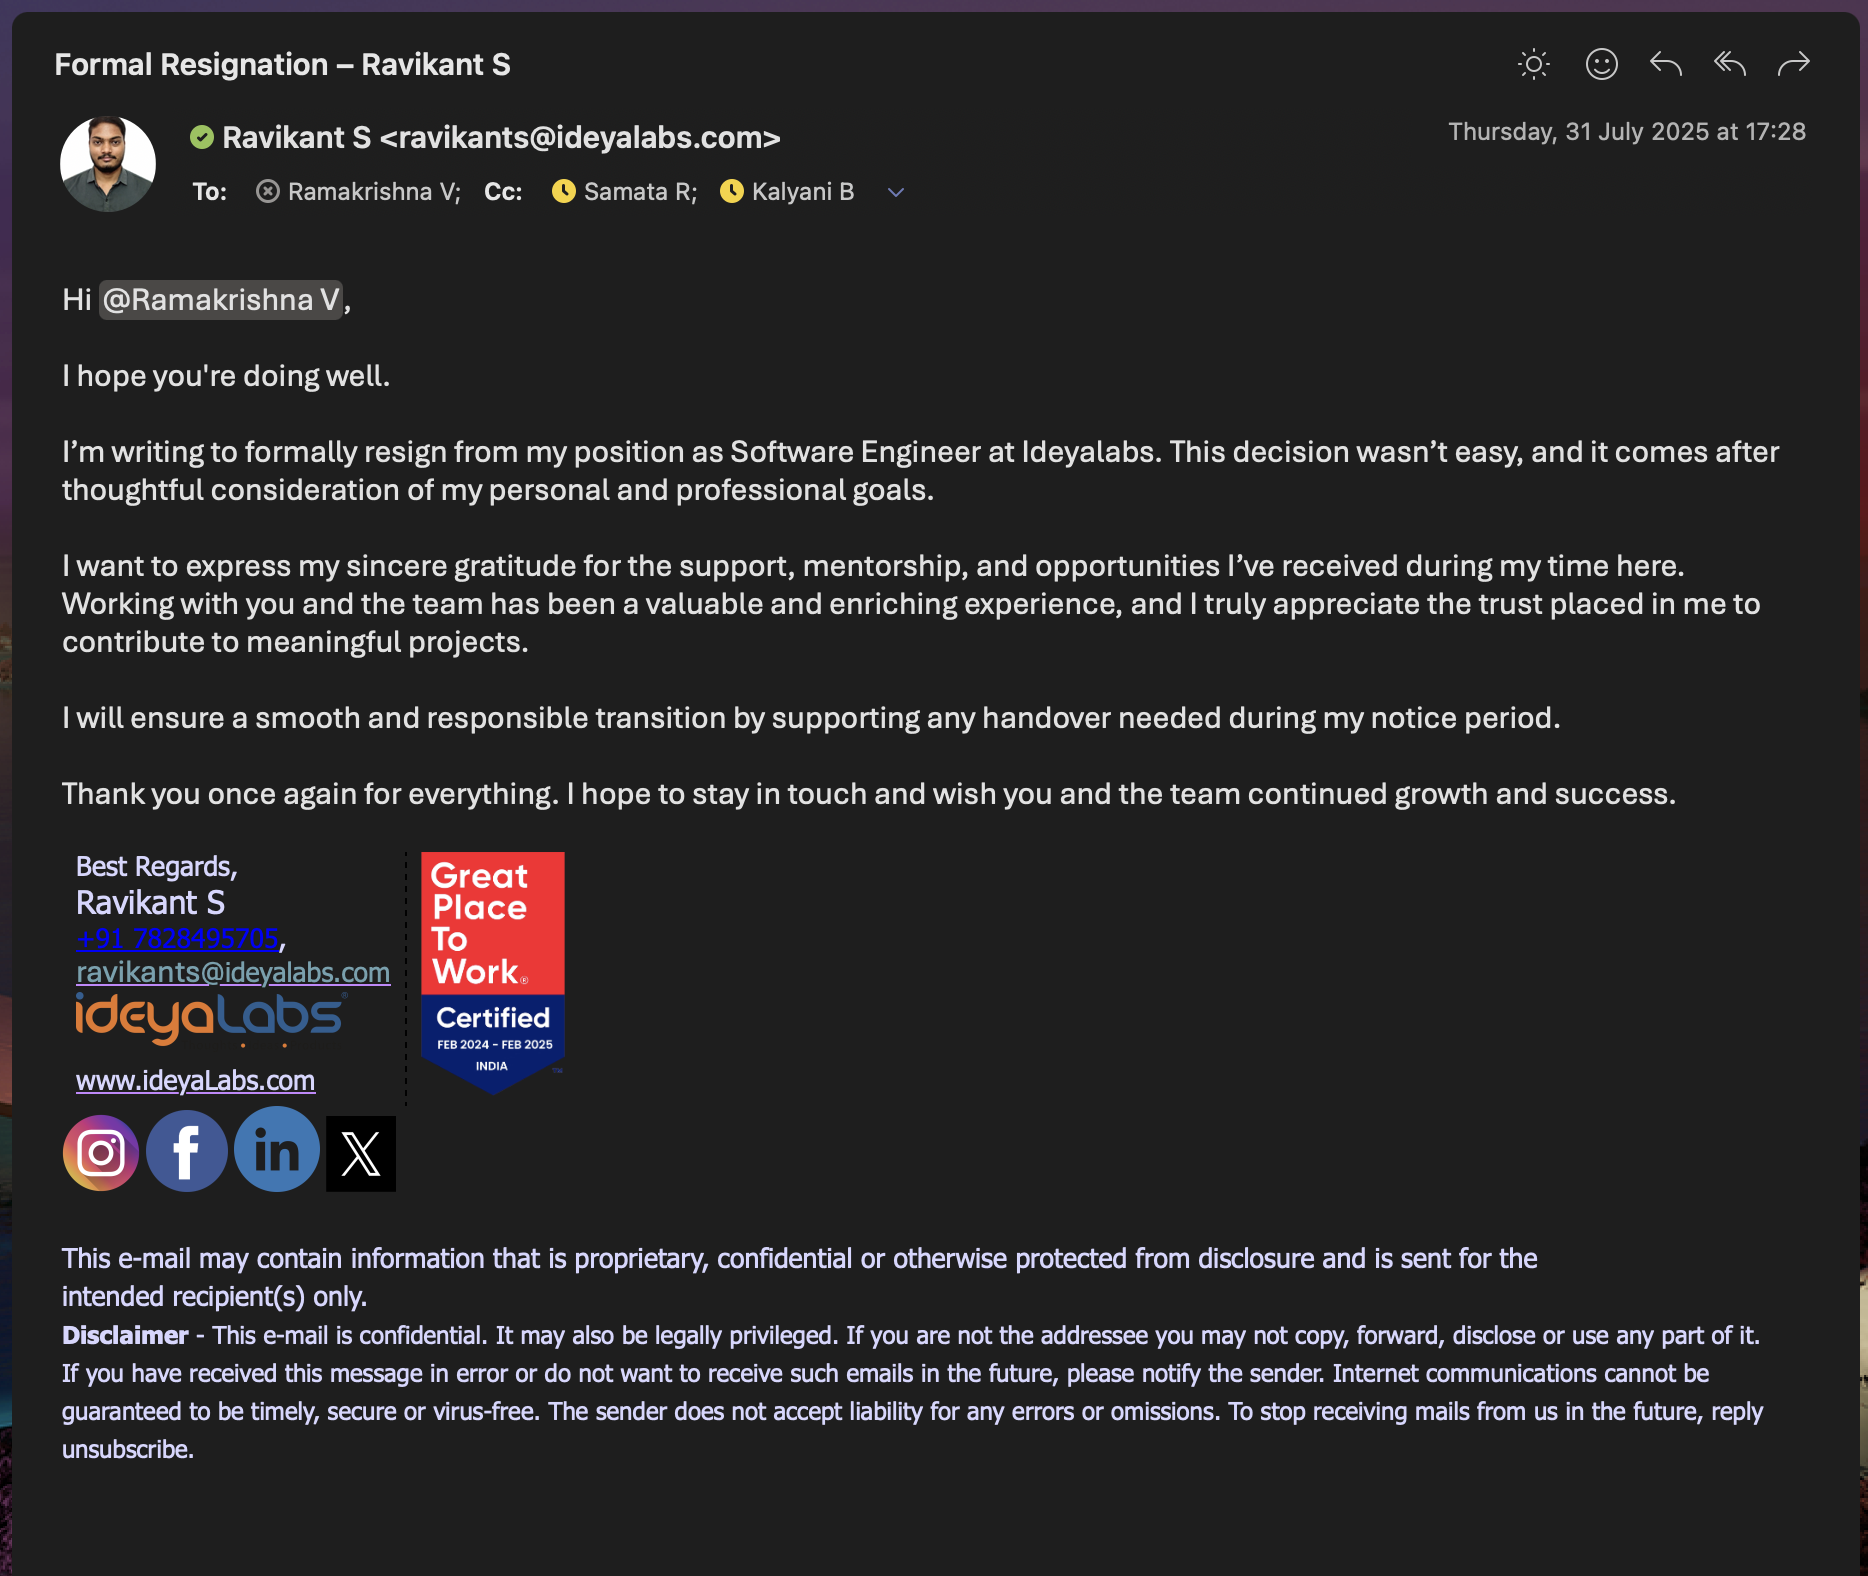 Formal Resignation – Ravikant S
Ravikant S <ravikants@ideyalabs.com>
Thursday, 31 July 2025 at 17:28
To: Ramakrishna V; Cc: Samata R; Kalyani B
Hi @Ramakrishna V,
I hope you're doing well.
I’m writing to formally resign from my position as Software Engineer at Ideyalabs. This decision wasn’t easy, and it comes after
thoughtful consideration of my personal and professional goals.
I want to express my sincere gratitude for the support, mentorship, and opportunities I’ve received during my time here.
Working with you and the team has been a valuable and enriching experience, and I truly appreciate the trust placed in me to
contribute to meaningful projects.
I will ensure a smooth and responsible transition by supporting any handover needed during my notice period.
Thank you once again for everything. I hope to stay in touch and wish you and the team continued growth and success.
Best Regards,
Ravikant S
+91 7828495705,
ravikants@ideyalabs.com
ideyaLabs®
www.ideyaLabs.com
Great
Place
To
Work®
Certified
FEB 2024 - FEB 2025
INDIA
TM
This e-mail may contain information that is proprietary, confidential or otherwise protected from disclosure and is sent for the
intended recipient(s) only.
Disclaimer - This e-mail is confidential. It may also be legally privileged. If you are not the addressee you may not copy, forward, disclose or use any part of it.
If you have received this message in error or do not want to receive such emails in the future, please notify the sender. Internet communications cannot be
guaranteed to be timely, secure or virus-free. The sender does not accept liability for any errors or omissions. To stop receiving mails from us in the future, reply
unsubscribe.